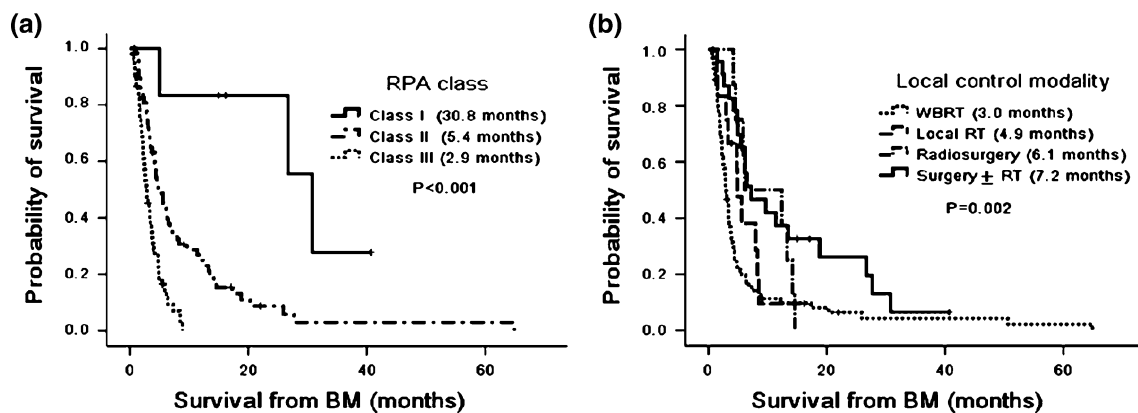 (a)
Probability of survival
1.0
0.8
0.6
0.4
0.2
0.0
RPA class
Class I (30.8 months)
Class II (5.4 months)
Class III (2.9 months)
P<0.001
0 20 40 60
Survival from BM (months)
(b)
Probability of survival
1.0
0.8
0.6
0.4
0.2
0.0
Local control modality
WBRT (3.0 months)
Local RT (4.9 months)
Radiosurgery (6.1 months)
Surgery ± RT (7.2 months)
P=0.002
0 20 40 60
Survival from BM (months)